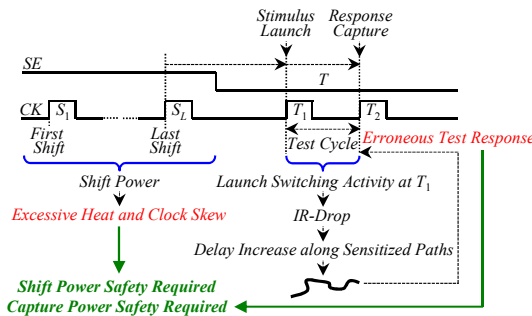 Stimulus Launch
Response Capture
SE
T
CK
S1
SL
T1
T2
First Shift
Last Shift
Test Cycle
Erroneous Test Response
Shift Power
Launch Switching Activity at T1
Excessive Heat and Clock Skew
IR-Drop
Delay Increase along Sensitized Paths
Shift Power Safety Required
Capture Power Safety Required